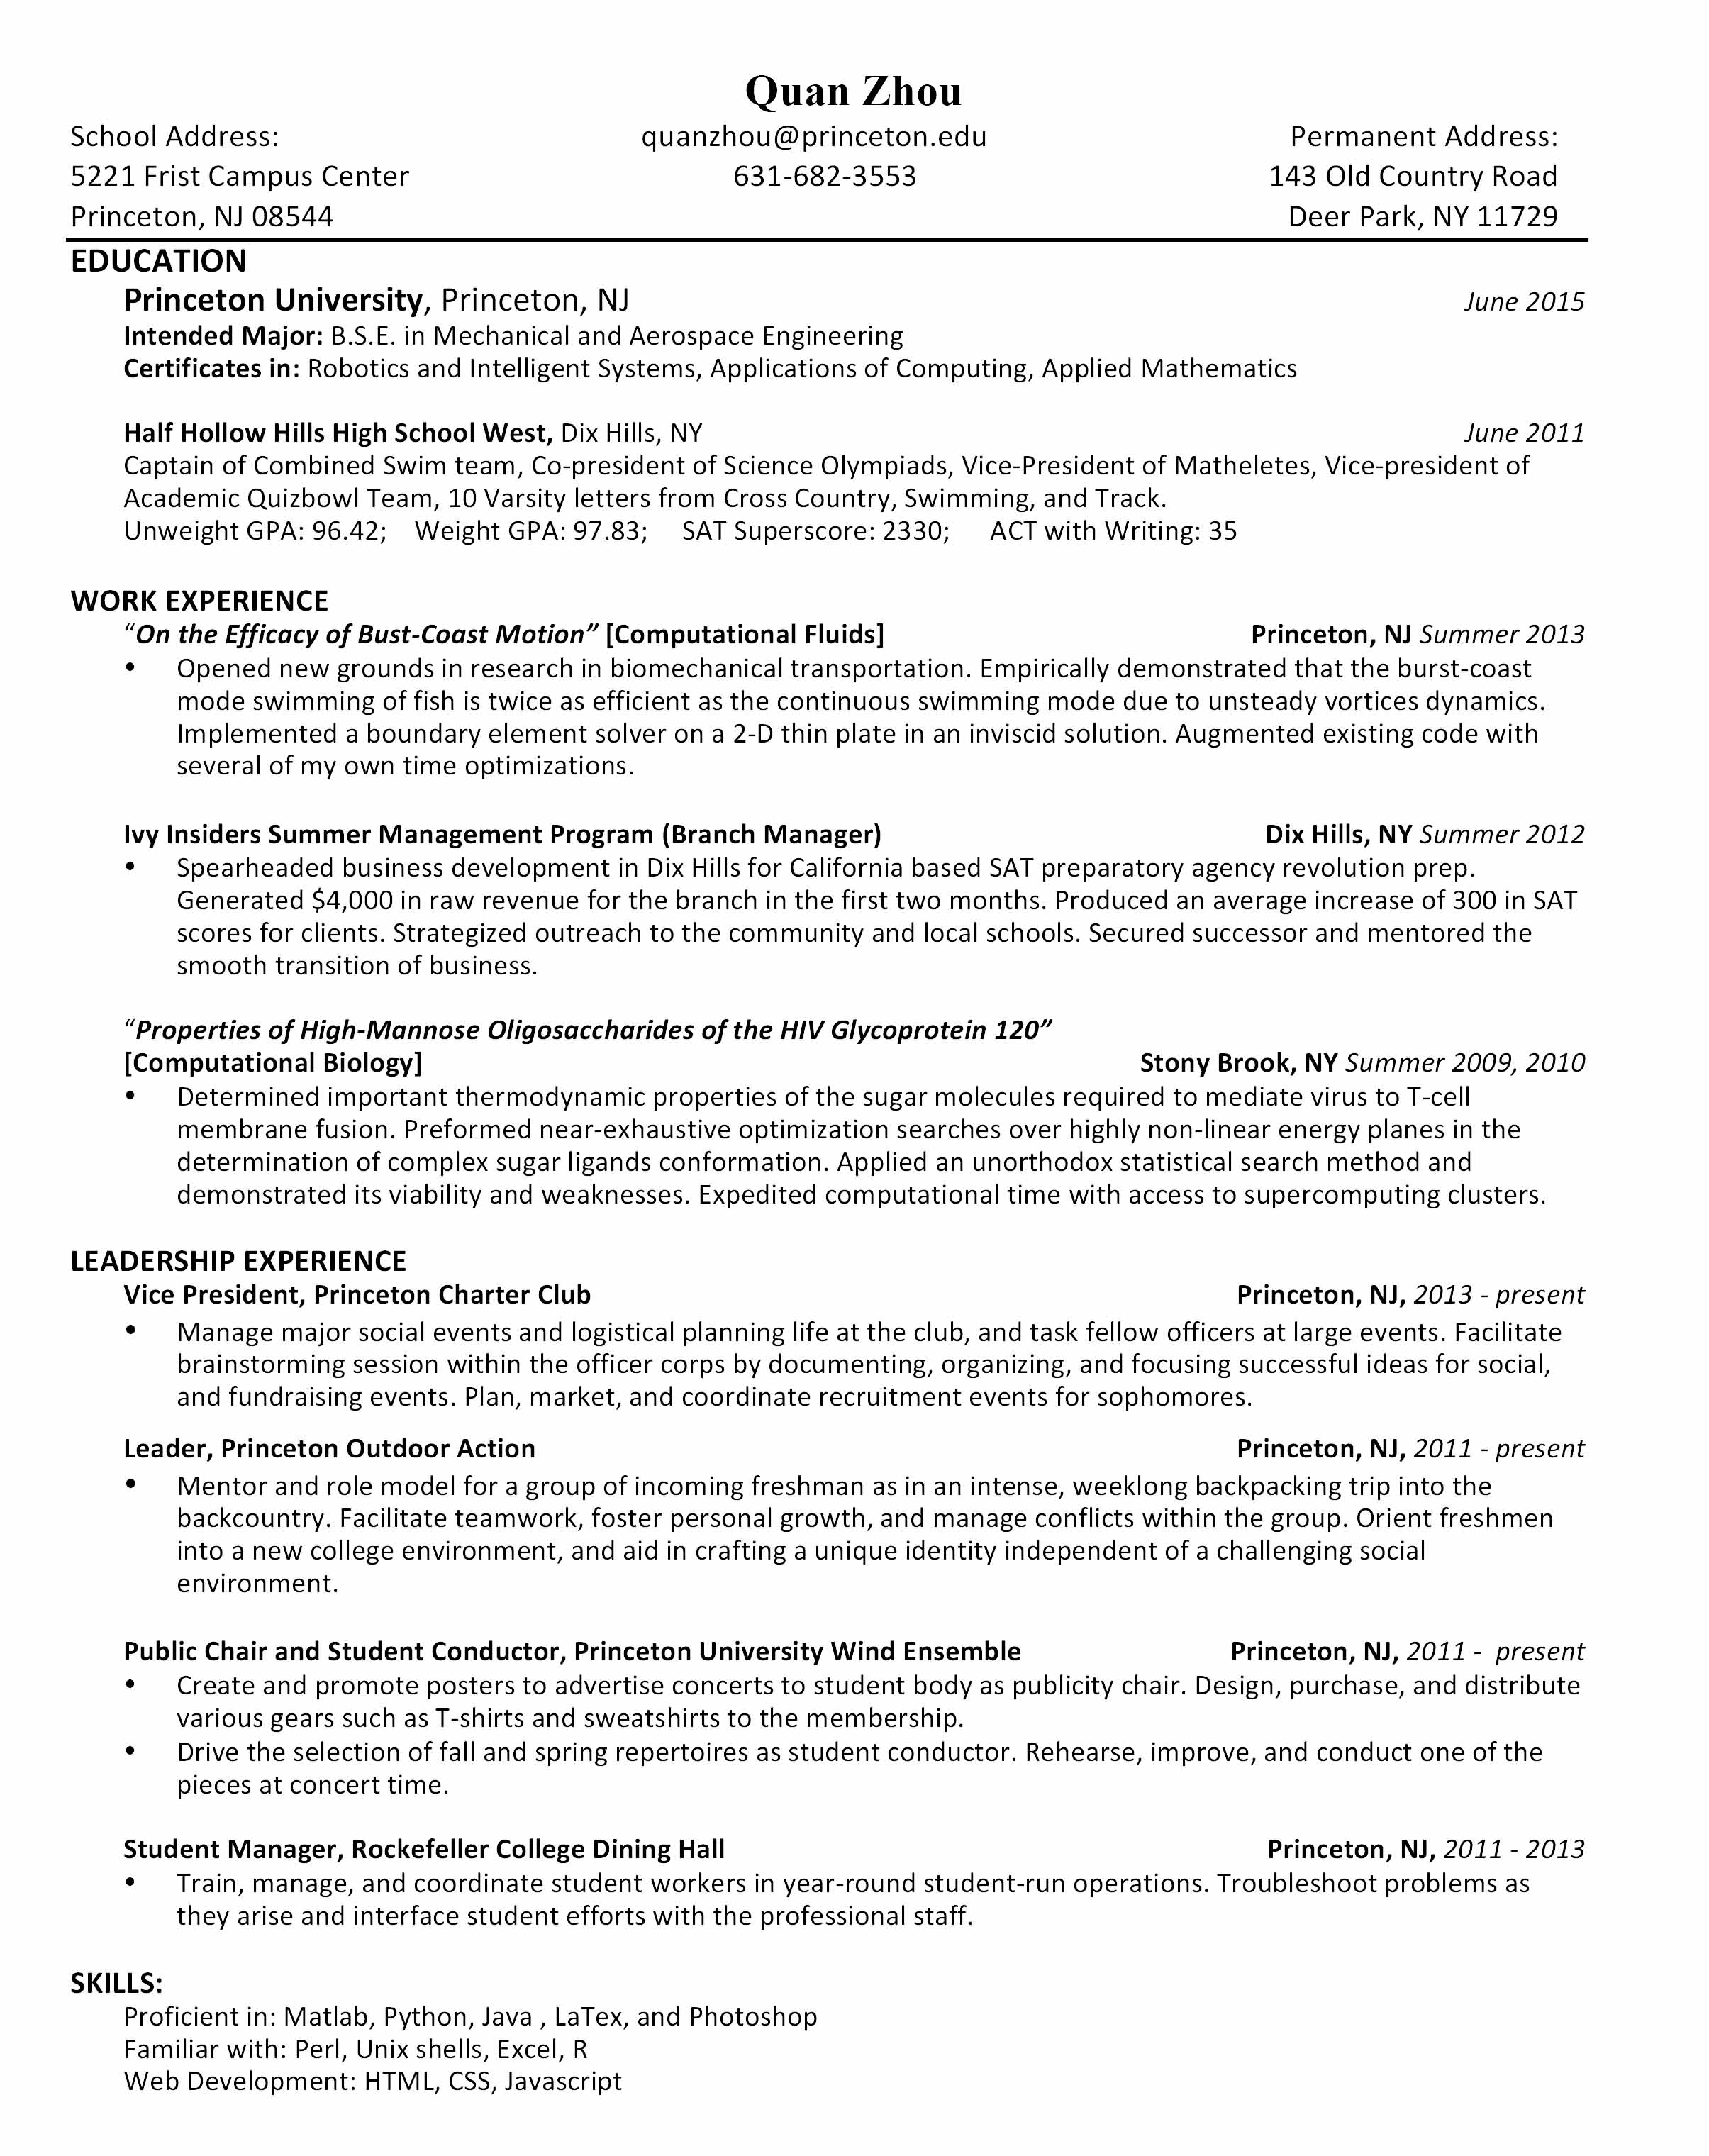 Quan Zhou
School Address: quanzhou@princeton.edu Permanent Address:
5221 Frist Campus Center 631-682-3553 143 Old Country Road
Princeton, NJ 08544 Deer Park, NY 11729
EDUCATION
Princeton University, Princeton, NJ June 2015
Intended Major: B.S.E. in Mechanical and Aerospace Engineering
Certificates in: Robotics and Intelligent Systems, Applications of Computing, Applied Mathematics
Half Hollow Hills High School West, Dix Hills, NY June 2011
Captain of Combined Swim team, Co-president of Science Olympiads, Vice-President of Matheletes, Vice-president of
Academic Quizbowl Team, 10 Varsity letters from Cross Country, Swimming, and Track.
Unweight GPA: 96.42; Weight GPA: 97.83; SAT Superscore: 2330; ACT with Writing: 35
WORK EXPERIENCE
“On the Efficacy of Bust-Coast Motion” [Computational Fluids] Princeton, NJ Summer 2013
• Opened new grounds in research in biomechanical transportation. Empirically demonstrated that the burst-coast
mode swimming of fish is twice as efficient as the continuous swimming mode due to unsteady vortices dynamics.
Implemented a boundary element solver on a 2-D thin plate in an inviscid solution. Augmented existing code with
several of my own time optimizations.
Ivy Insiders Summer Management Program (Branch Manager) Dix Hills, NY Summer 2012
• Spearheaded business development in Dix Hills for California based SAT preparatory agency revolution prep.
Generated $4,000 in raw revenue for the branch in the first two months. Produced an average increase of 300 in SAT
scores for clients. Strategized outreach to the community and local schools. Secured successor and mentored the
smooth transition of business.
“Properties of High-Mannose Oligosaccharides of the HIV Glycoprotein 120”
[Computational Biology] Stony Brook, NY Summer 2009, 2010
• Determined important thermodynamic properties of the sugar molecules required to mediate virus to T-cell
membrane fusion. Preformed near-exhaustive optimization searches over highly non-linear energy planes in the
determination of complex sugar ligands conformation. Applied an unorthodox statistical search method and
demonstrated its viability and weaknesses. Expedited computational time with access to supercomputing clusters.
LEADERSHIP EXPERIENCE
Vice President, Princeton Charter Club Princeton, NJ, 2013 - present
• Manage major social events and logistical planning life at the club, and task fellow officers at large events. Facilitate
brainstorming session within the officer corps by documenting, organizing, and focusing successful ideas for social,
and fundraising events. Plan, market, and coordinate recruitment events for sophomores.
Leader, Princeton Outdoor Action Princeton, NJ, 2011 - present
• Mentor and role model for a group of incoming freshman as in an intense, weeklong backpacking trip into the
backcountry. Facilitate teamwork, foster personal growth, and manage conflicts within the group. Orient freshmen
into a new college environment, and aid in crafting a unique identity independent of a challenging social
environment.
Public Chair and Student Conductor, Princeton University Wind Ensemble Princeton, NJ, 2011 - present
• Create and promote posters to advertise concerts to student body as publicity chair. Design, purchase, and distribute
various gears such as T-shirts and sweatshirts to the membership.
• Drive the selection of fall and spring repertoires as student conductor. Rehearse, improve, and conduct one of the
pieces at concert time.
Student Manager, Rockefeller College Dining Hall Princeton, NJ, 2011 - 2013
• Train, manage, and coordinate student workers in year-round student-run operations. Troubleshoot problems as
they arise and interface student efforts with the professional staff.
SKILLS:
Proficient in: Matlab, Python, Java , LaTex, and Photoshop
Familiar with: Perl, Unix shells, Excel, R
Web Development: HTML, CSS, Javascript